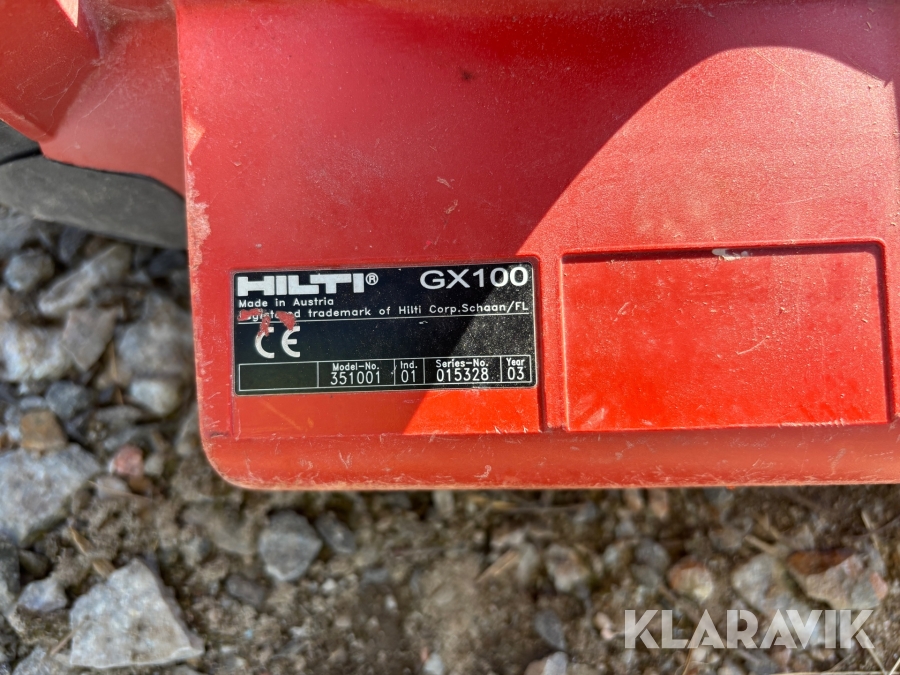 HILTI® GX100
Made in Austria
Registered trademark of Hilti Corp.Schaan/FL
CE
Model-No. Ind. Series-No. Year
351001 01 015328 03
KLARAVIK